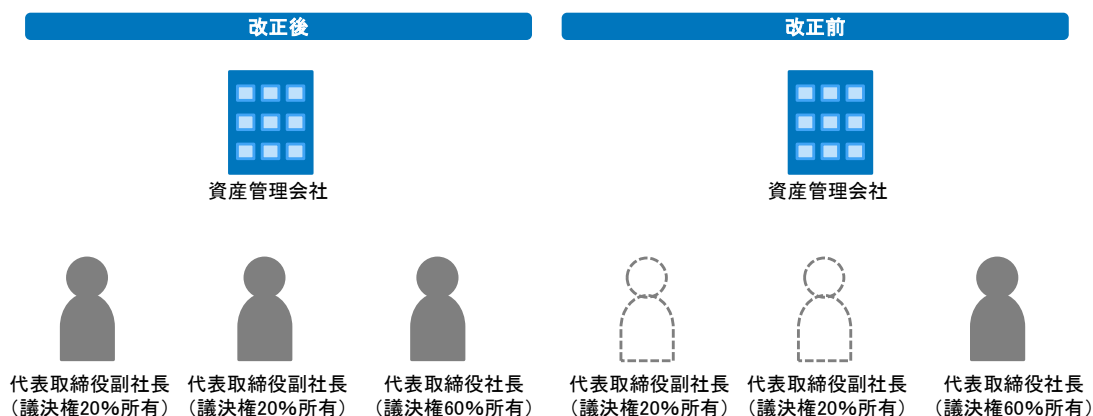 改正後
資産管理会社
代表取締役副社長
（議決権20%所有）
代表取締役副社長
（議決権20%所有）
代表取締役社長
（議決権60%所有）
改正前
資産管理会社
代表取締役副社長
（議決権20%所有）
代表取締役副社長
（議決権20%所有）
代表取締役社長
（議決権60%所有）